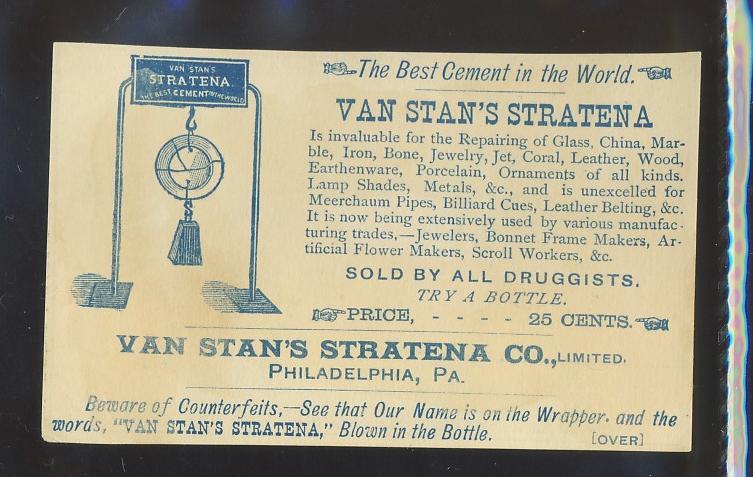 VAN STAN'S
STRATENA.
THE BEST CEMENT IN THE WORLD
The Best Cement in the World.
VAN STAN'S STRATENA
Is invaluable for the Repairing of Glass, China, Mar-
ble, Iron, Bone, Jewelry, Jet, Coral, Leather, Wood,
Earthenware, Porcelain, Ornaments of all kinds.
Lamp Shades, Metals, &c., and is unexcelled for
Meerchaum Pipes, Billiard Cues, Leather Belting, &c.
It is now being extensively used by various manufac-
turing trades,—Jewelers, Bonnet Frame Makers, Ar-
tificial Flower Makers, Scroll Workers, &c.
SOLD BY ALL DRUGGISTS.
TRY A BOTTLE.
PRICE, - - - - 25 CENTS.
VAN STAN'S STRATENA CO., LIMITED,
PHILADELPHIA, PA.
Beware of Counterfeits,—See that Our Name is on the Wrapper. and the
words, "VAN STAN'S STRATENA," Blown in the Bottle.
[OVER]